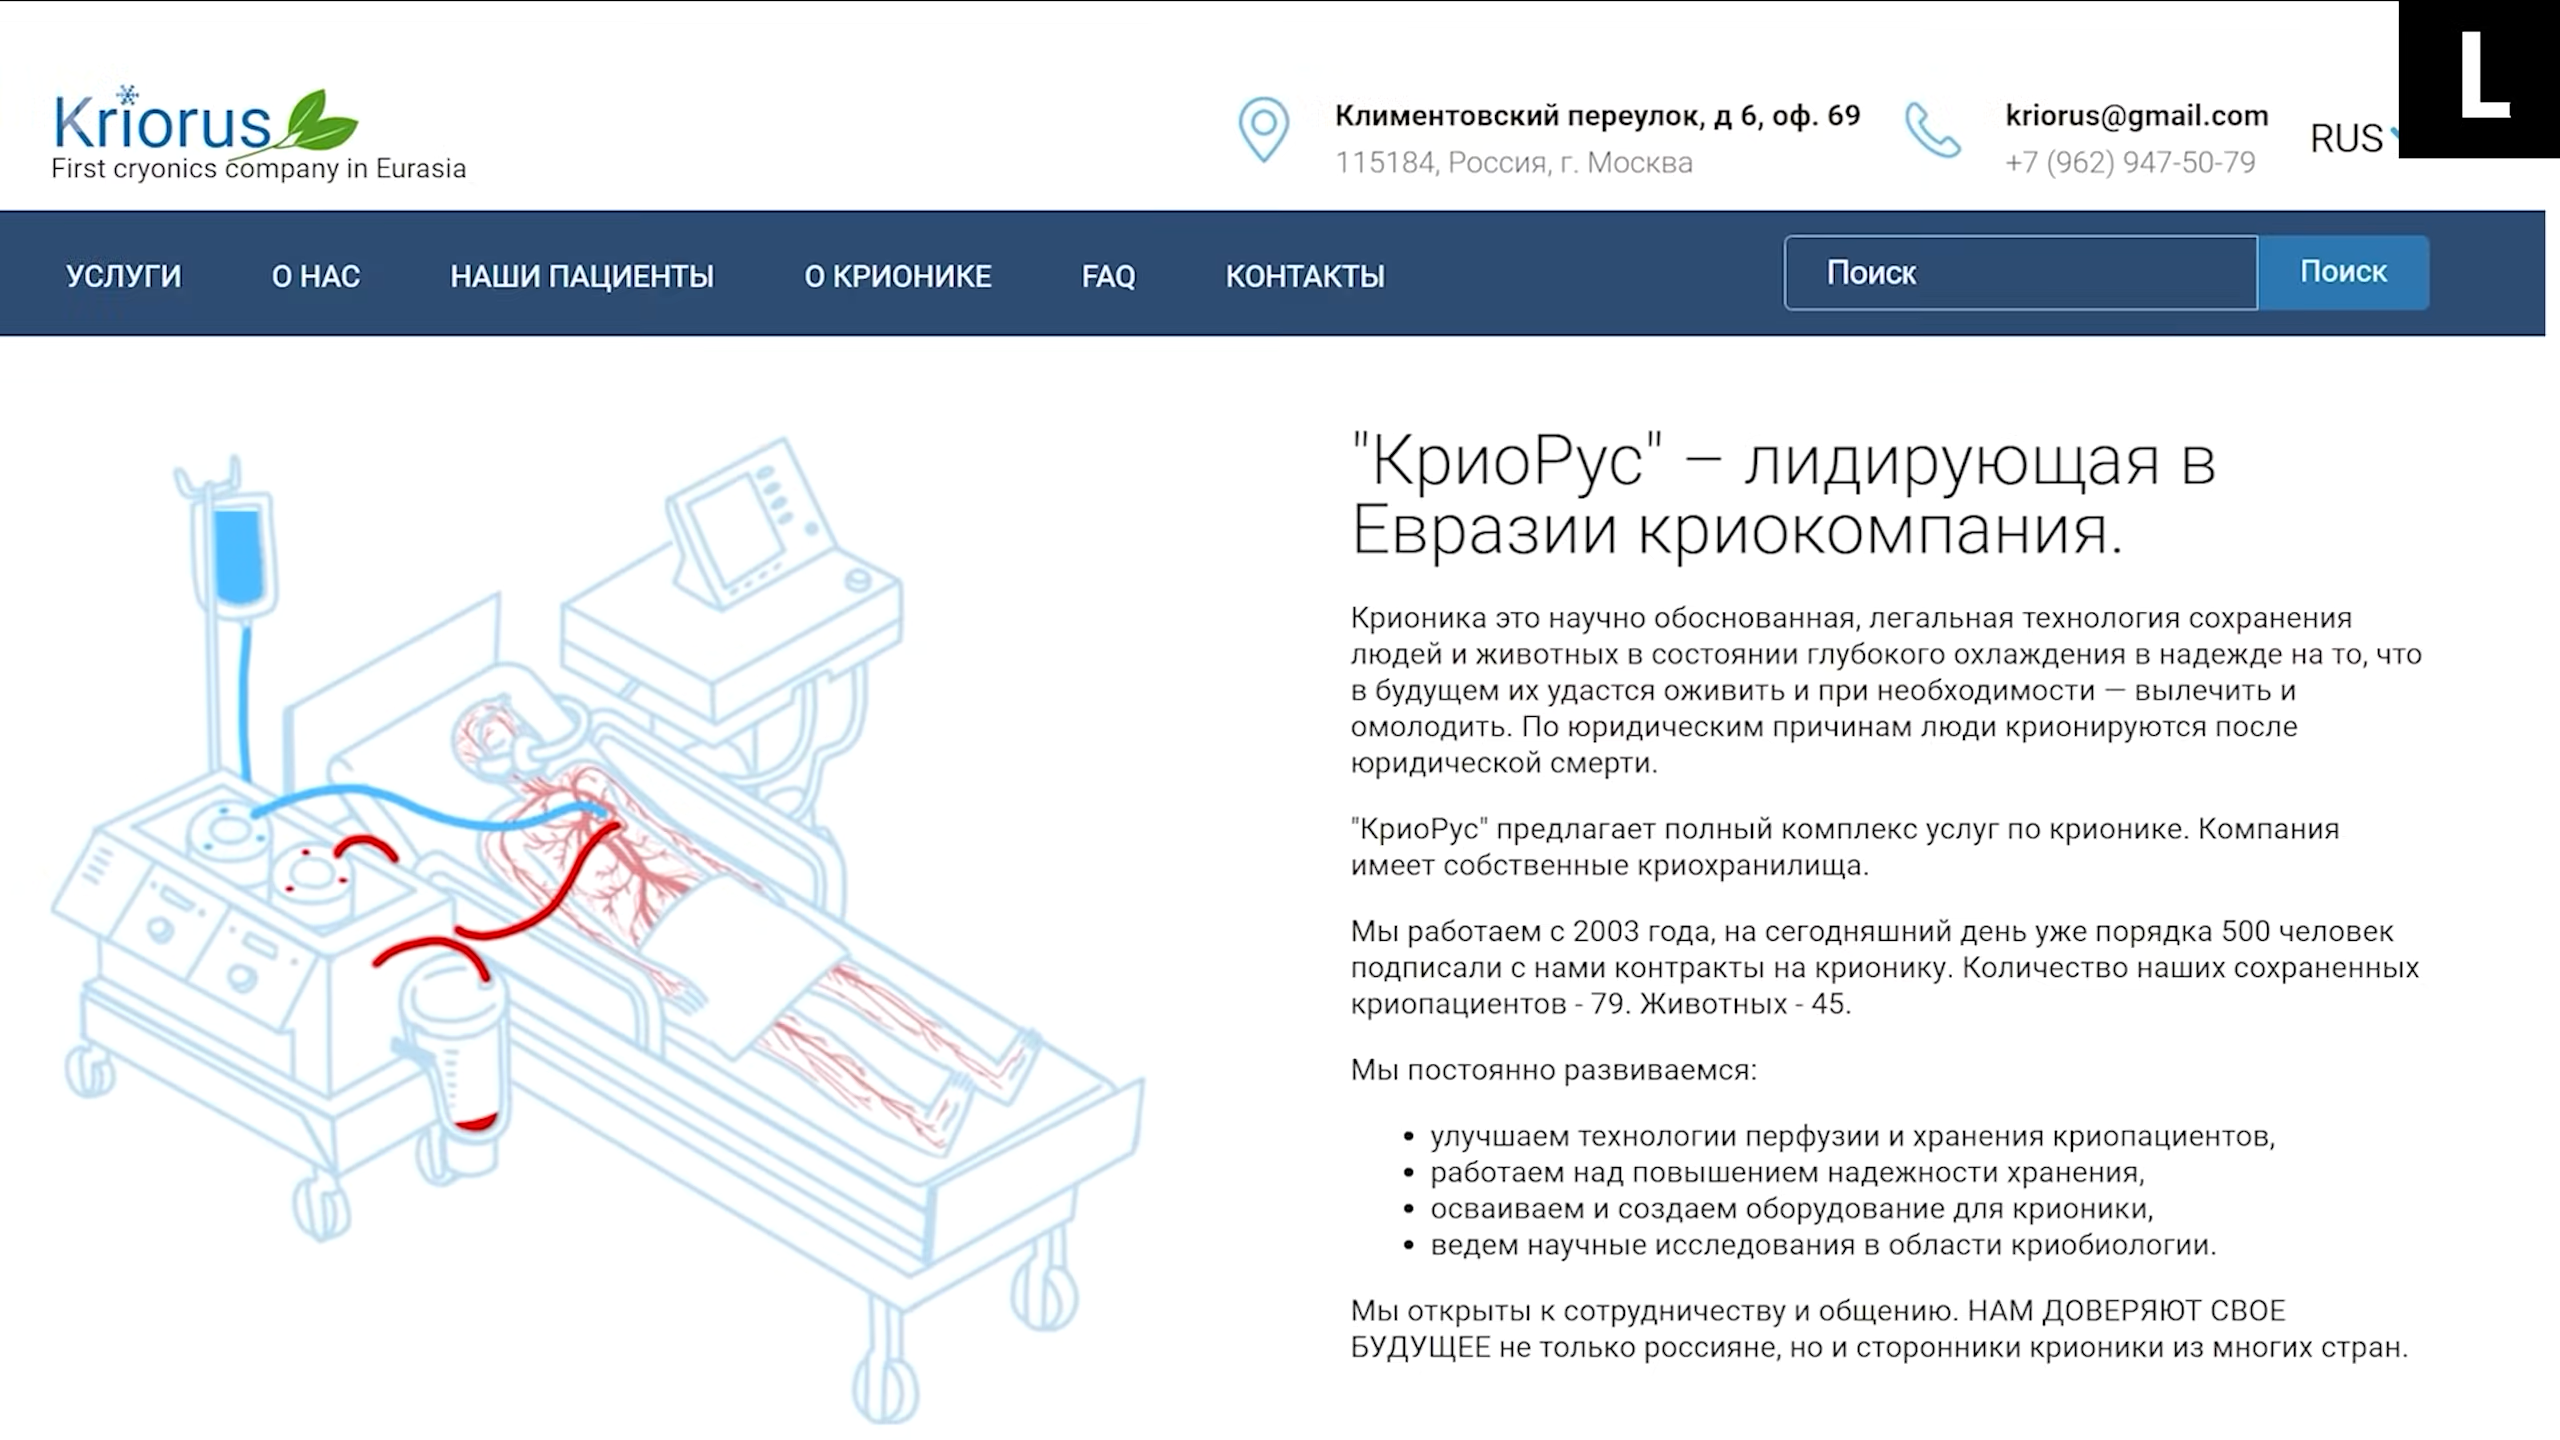 Kriorus
First cryonics company in Eurasia
Климентовский переулок, д 6, оф. 69
115184, Россия, г. Москва
kriorus@gmail.com
+7 (962) 947-50-79
RUS
L
УСЛУГИ
О НАС
НАШИ ПАЦИЕНТЫ
О КРИОНИКЕ
FAQ
КОНТАКТЫ
Поиск
Поиск
"КриоРус" – лидирующая в
Евразии криокомпания.
Крионика это научно обоснованная, легальная технология сохранения
людей и животных в состоянии глубокого охлаждения в надежде на то, что
в будущем их удастся оживить и при необходимости — вылечить и
омолодить. По юридическим причинам люди крионируются после
юридической смерти.
"КриоРус" предлагает полный комплекс услуг по крионике. Компания
имеет собственные криохранилища.
Мы работаем с 2003 года, на сегодняшний день уже порядка 500 человек
подписали с нами контракты на крионику. Количество наших сохраненных
криопациентов - 79. Животных - 45.
Мы постоянно развиваемся:
• улучшаем технологии перфузии и хранения криопациентов,
• работаем над повышением надежности хранения,
• осваиваем и создаем оборудование для крионики,
• ведем научные исследования в области криобиологии.
Мы открыты к сотрудничеству и общению. НАМ ДОВЕРЯЮТ СВОЕ
БУДУЩЕЕ не только россияне, но и сторонники крионики из многих стран.